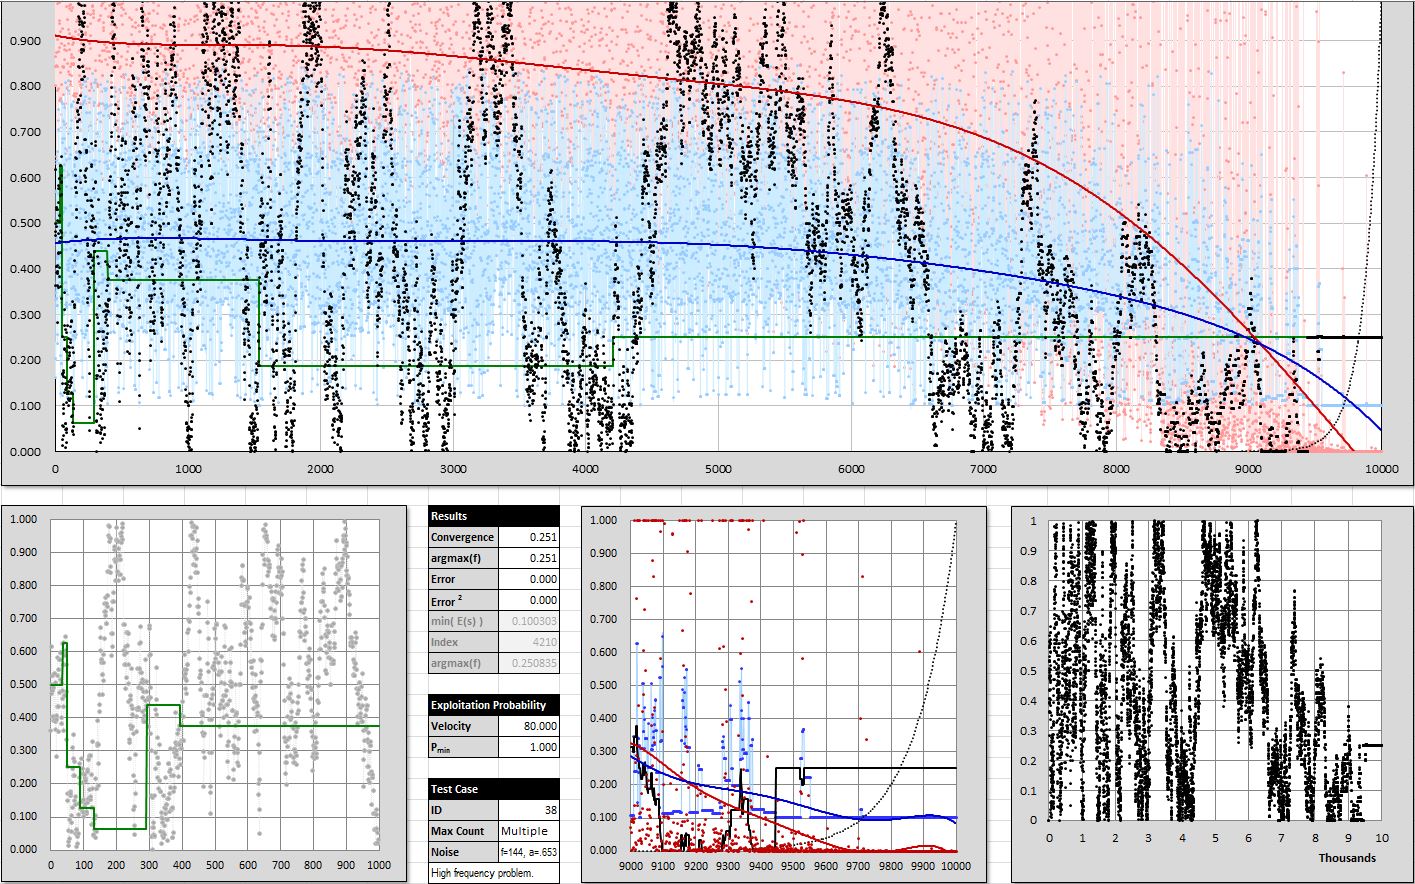 0.900
0.800
0.700
0.600
0.500
0.400
0.300
0.200
0.100
0.000
0 1000 2000 3000 4000 5000 6000 7000 8000 9000 10000
1.000
0.900
0.800
0.700
0.600
0.500
0.400
0.300
0.200
0.100
0.000
0 100 200 300 400 500 600 700 800 900 1000
Results
Convergence 0.251
argmax(f) 0.251
Error 0.000
Error 2 0.000
min( E(s) ) 0.100303
Index 4210
argmax(f) 0.250835
Exploitation Probability
Velocity 80.000
Pmin 1.000
Test Case
ID 38
Max Count Multiple
Noise f=144, a=.653
High frequency problem.
1.000
0.900
0.800
0.700
0.600
0.500
0.400
0.300
0.200
0.100
0.000
9000 9100 9200 9300 9400 9500 9600 9700 9800 9900 10000
1
0.9
0.8
0.7
0.6
0.5
0.4
0.3
0.2
0.1
0
0 1 2 3 4 5 6 7 8 9 10
Thousands